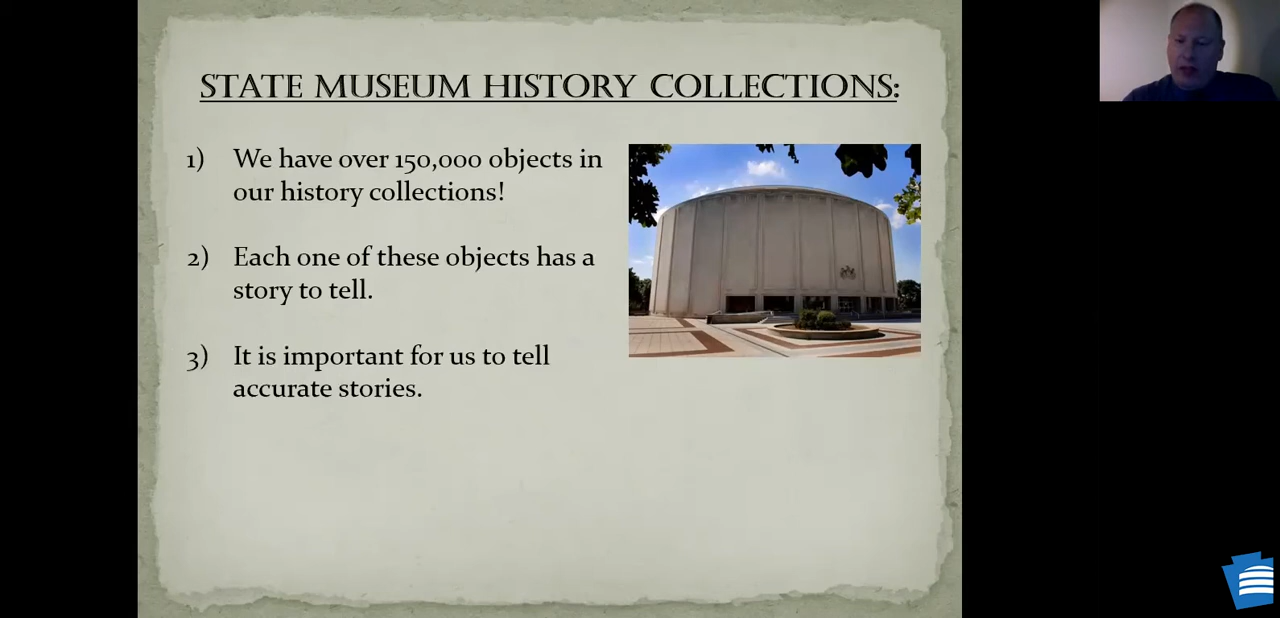 STATE MUSEUM HISTORY COLLECTIONS:
1) We have over 150,000 objects in
our history collections!
2) Each one of these objects has a
story to tell.
3) It is important for us to tell
accurate stories.